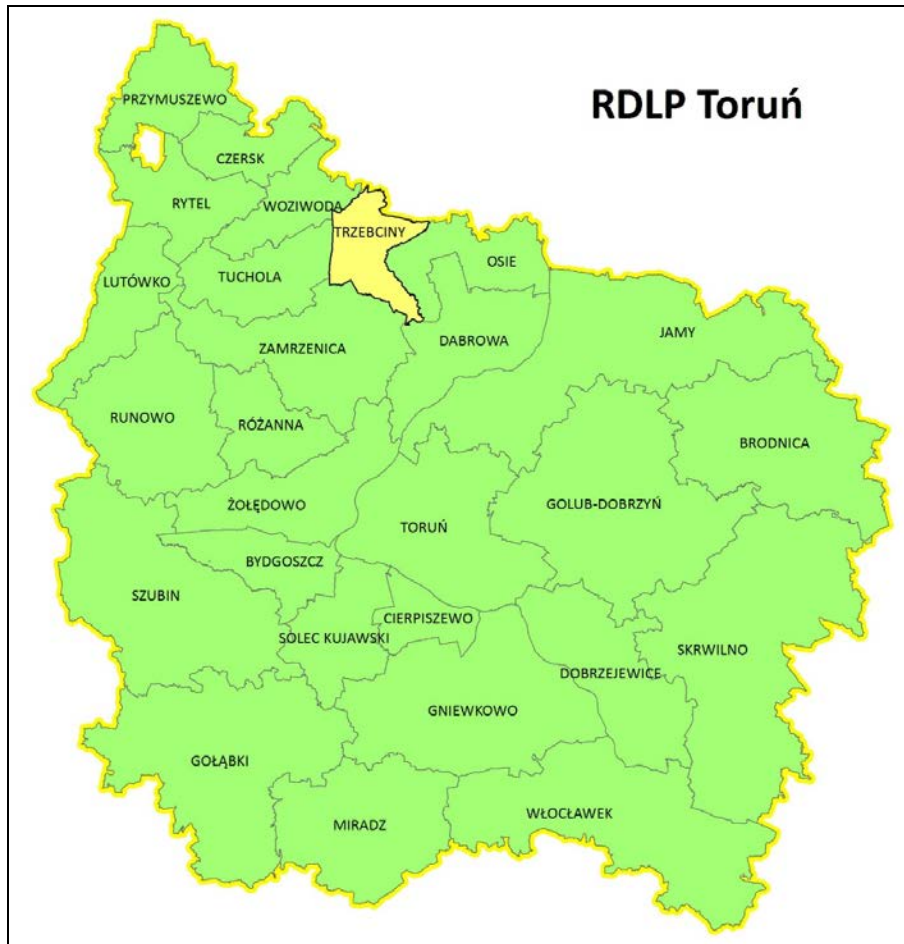 RDLP Toruń
PRZYMUSZEWO
CZERSK
RYTEL
WOZIWODA
TRZEBCINY
OSIE
LUTÓWKO
TUCHOLA
JAMY
DABROWA
ZAMRZENICA
RUNOWO
RÓŻANNA
BRODNICA
ŻOŁĘDOWO
GOLUB-DOBRZYŃ
TORUŃ
BYDGOSZCZ
SZUBIN
CIERPISZEWO
SOLEC KUJAWSKI
SKRWILNO
DOBRZEJEWICE
GNIEWKOWO
GOŁĄBKI
WŁOCŁAWEK
MIRADZ